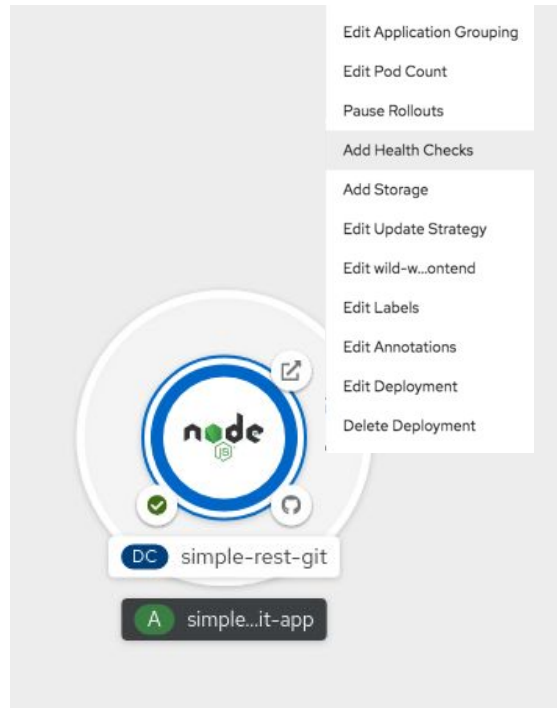 Edit Application Grouping
Edit Pod Count
Pause Rollouts
Add Health Checks
Add Storage
Edit Update Strategy
Edit wild-w...ontend
Edit Labels
Edit Annotations
Edit Deployment
Delete Deployment
node
JS
DC simple-rest-git
A simple...it-app